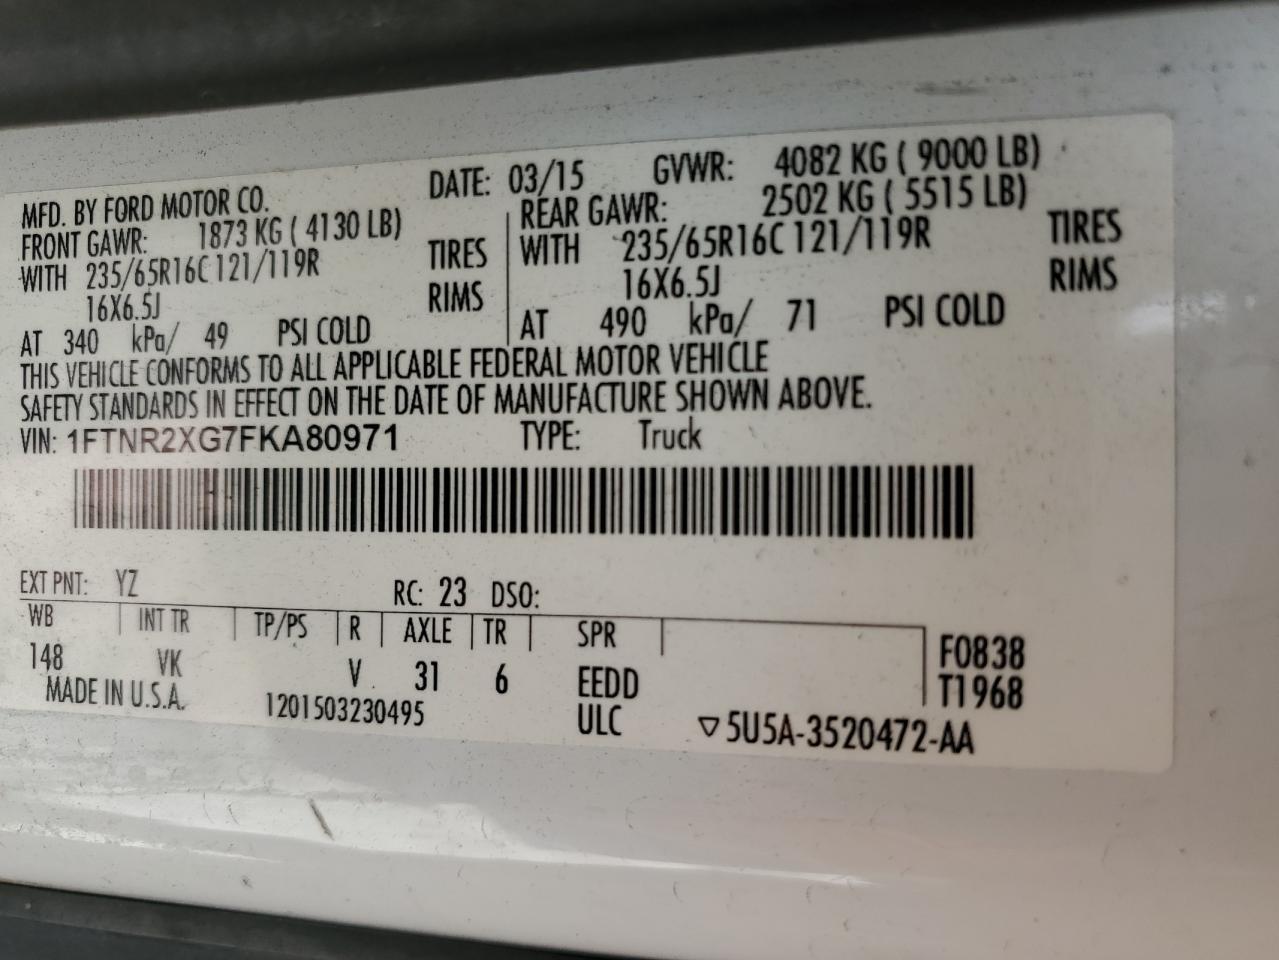 MFD. BY FORD MOTOR CO. DATE: 03/15 GVWR: 4082 KG ( 9000 LB)
FRONT GAWR: 1873 KG ( 4130 LB) REAR GAWR: 2502 KG ( 5515 LB)
WITH 235/65R16C 121/119R TIRES WITH 235/65R16C 121/119R TIRES
16X6.5J RIMS 16X6.5J RIMS
AT 340 kPa/ 49 PSI COLD AT 490 kPa/ 71 PSI COLD
THIS VEHICLE CONFORMS TO ALL APPLICABLE FEDERAL MOTOR VEHICLE
SAFETY STANDARDS IN EFFECT ON THE DATE OF MANUFACTURE SHOWN ABOVE.
VIN: 1FTNR2XG7FKA80971 TYPE: Truck
EXT PNT: YZ RC: 23 DSO:
WB INT TR TP/PS R AXLE TR SPR F0838
148 VK V 31 6 EEDD T1968
MADE IN U.S.A. 1201503230495 ULC ▽5U5A-3520472-AA